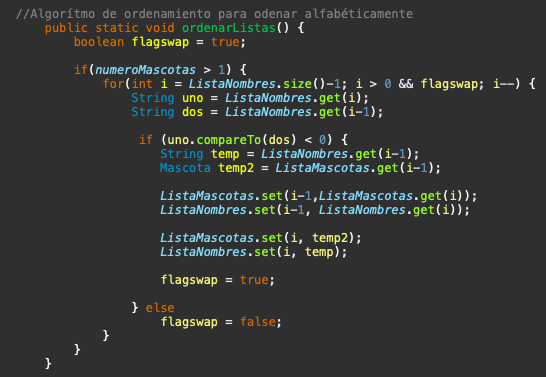 //Algorítmo de ordenamiento para odenar alfabéticamente
public static void ordenarListas() {
boolean flagswap = true;
if(numeroMascotas > 1) {
for(int i = ListaNombres.size()-1; i > 0 && flagswap; i--) {
String uno = ListaNombres.get(i);
String dos = ListaNombres.get(i-1);
if (uno.compareTo(dos) < 0) {
String temp = ListaNombres.get(i-1);
Mascota temp2 = ListaMascotas.get(i-1);
ListaMascotas.set(i-1,ListaMascotas.get(i));
ListaNombres.set(i-1, ListaNombres.get(i));
ListaMascotas.set(i, temp2);
ListaNombres.set(i, temp);
flagswap = true;
} else
flagswap = false;
}
}
}